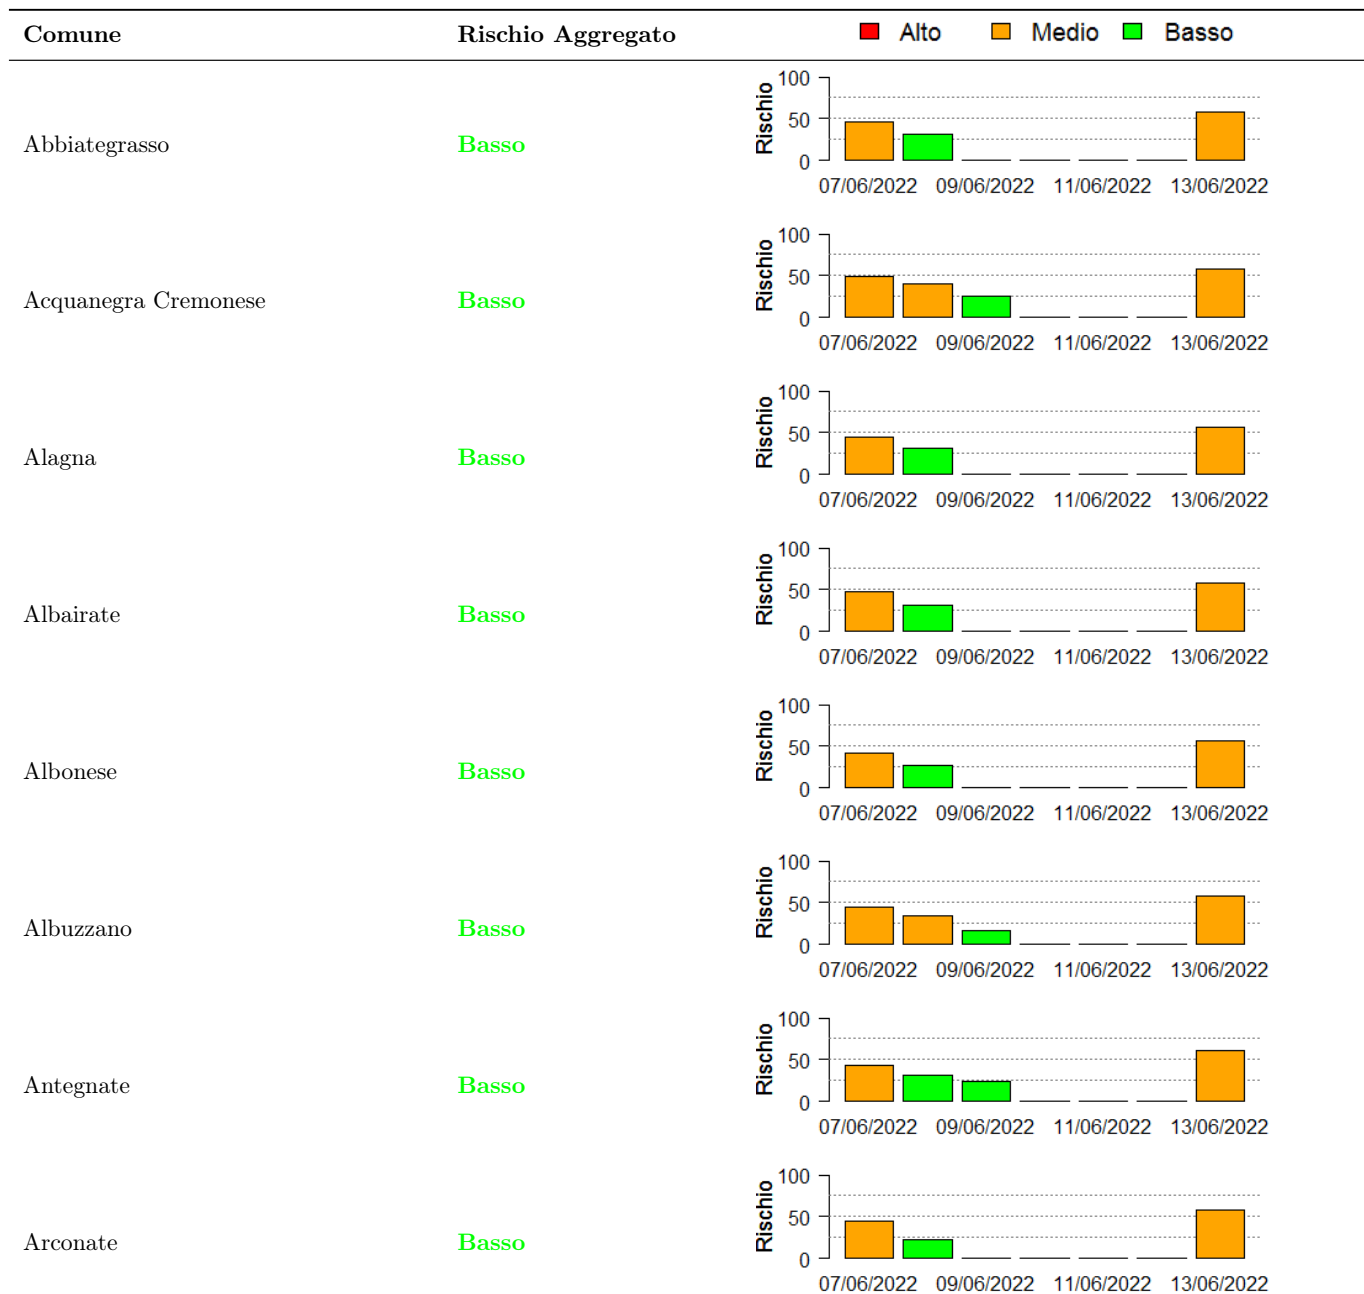 Comune Rischio Aggregato Alto Medio Basso
Rischio
100
50
0
Abbiategrasso Basso
07/06/2022 09/06/2022 11/06/2022 13/06/2022
Rischio
100
50
0
Acquanegra Cremonese Basso
07/06/2022 09/06/2022 11/06/2022 13/06/2022
Rischio
100
50
0
Alagna Basso
07/06/2022 09/06/2022 11/06/2022 13/06/2022
Rischio
100
50
0
Albairate Basso
07/06/2022 09/06/2022 11/06/2022 13/06/2022
Rischio
100
50
0
Albonese Basso
07/06/2022 09/06/2022 11/06/2022 13/06/2022
Rischio
100
50
0
Albuzzano Basso
07/06/2022 09/06/2022 11/06/2022 13/06/2022
Rischio
100
50
0
Antegnate Basso
07/06/2022 09/06/2022 11/06/2022 13/06/2022
Rischio
100
50
0
Arconate Basso
07/06/2022 09/06/2022 11/06/2022 13/06/2022